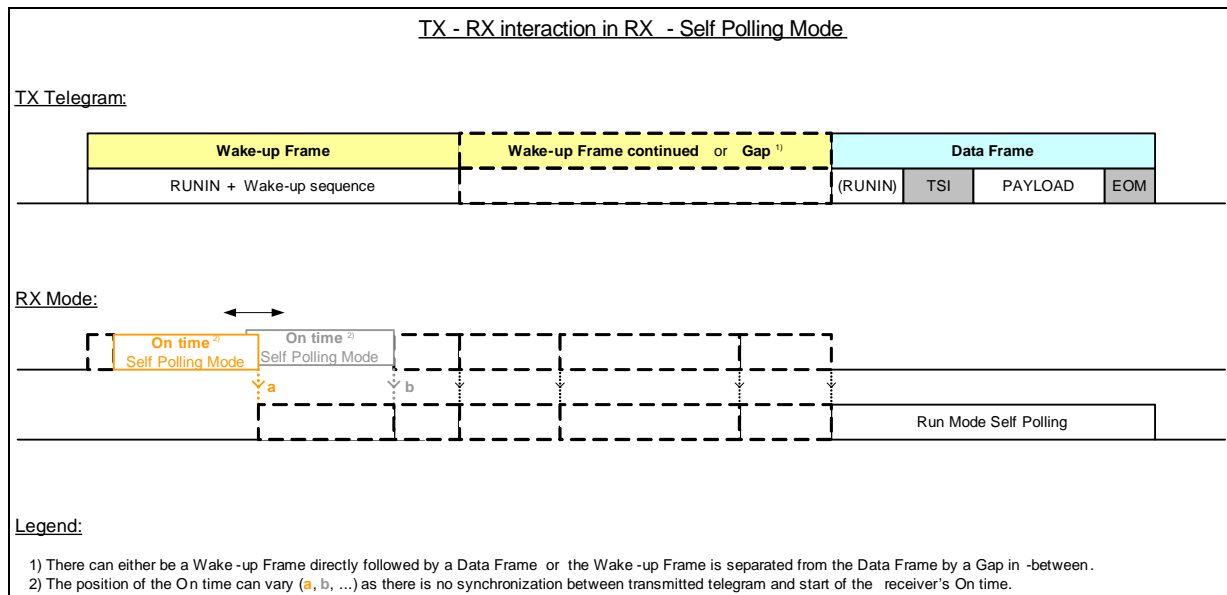 TX - RX interaction in RX - Self Polling Mode
TX Telegram:
Wake-up Frame
Wake-up Frame continued or Gap 1)
Data Frame
RUNIN + Wake-up sequence
(RUNIN)
TSI
PAYLOAD
EOM
RX Mode:
On time 2)
Self Polling Mode
On time 2)
Self Polling Mode
a
b
Run Mode Self Polling
Legend:
1) There can either be a Wake -up Frame directly followed by a Data Frame or the Wake -up Frame is separated from the Data Frame by a Gap in -between .
2) The position of the On time can vary (a, b, ...) as there is no synchronization between transmitted telegram and start of the receiver's On time.